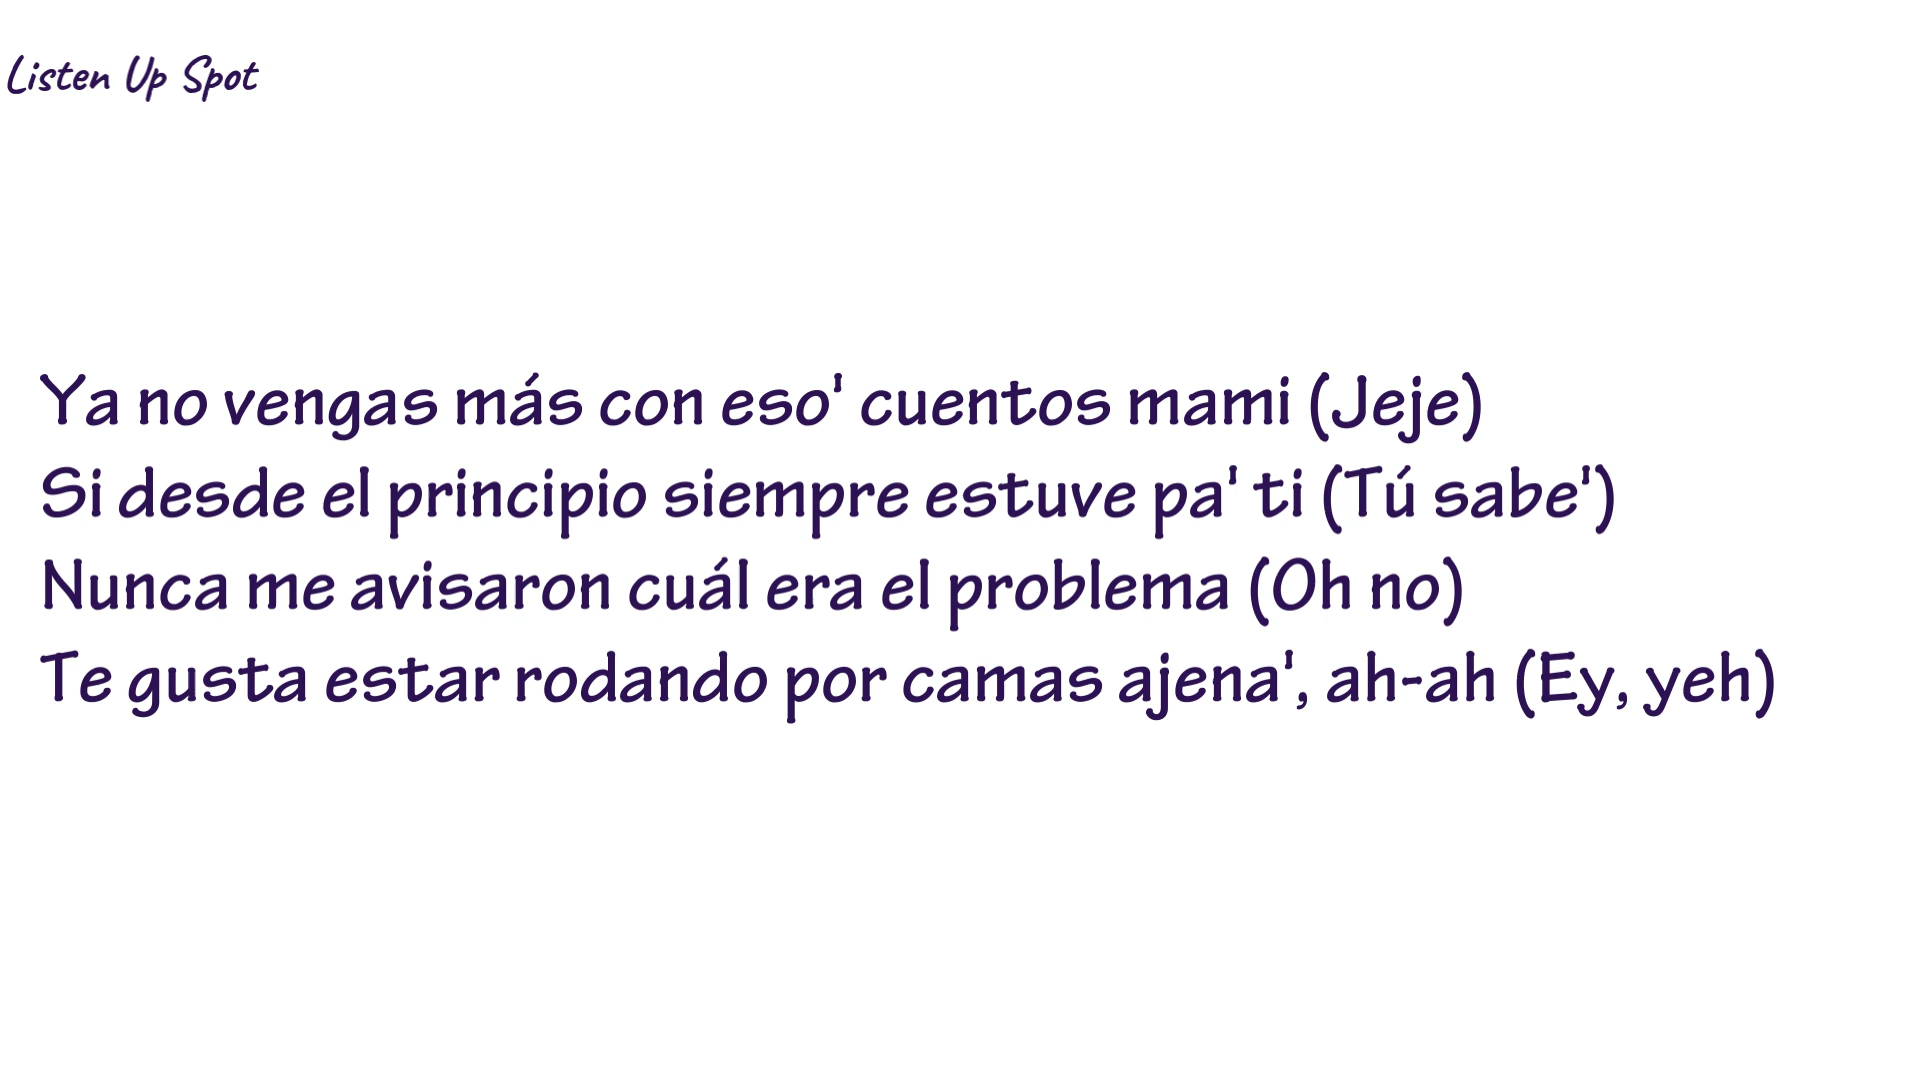 Listen Up Spot
Ya no vengas más con eso' cuentos mami (Jeje)
Si desde el principio siempre estuve pa' ti (Tú sabe')
Nunca me avisaron cuál era el problema (Oh no)
Te gusta estar rodando por camas ajena', ah-ah (Ey, yeh)